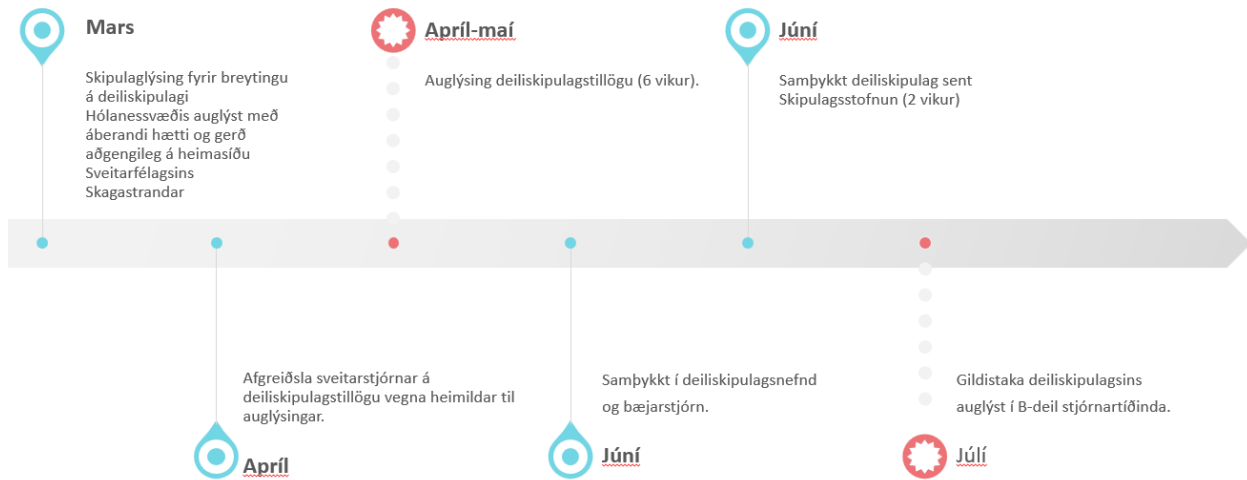 Mars
Skipulaglýsing fyrir breytingu
á deiliskipulagi
Hólanessvæðis auglýst með
áberandi hætti og gerð
aðgengileg á heimasíðu
Sveitarfélagsins
Skagastrandar
Apríl-maí
Auglýsing deiliskipulagstillögu (6 vikur).
Júní
Samþykkt deiliskipulag sent
Skipulagsstofnun (2 vikur)
Afgreiðsla sveitarstjórnar á
deiliskipulagstillögu vegna heimildar til
auglýsingar.
Apríl
Samþykkt í deiliskipulagsnefnd
og bæjarstjórn.
Júní
Gildistaka deiliskipulagsins
auglýst í B-deil stjórnartíðinda.
Júlí